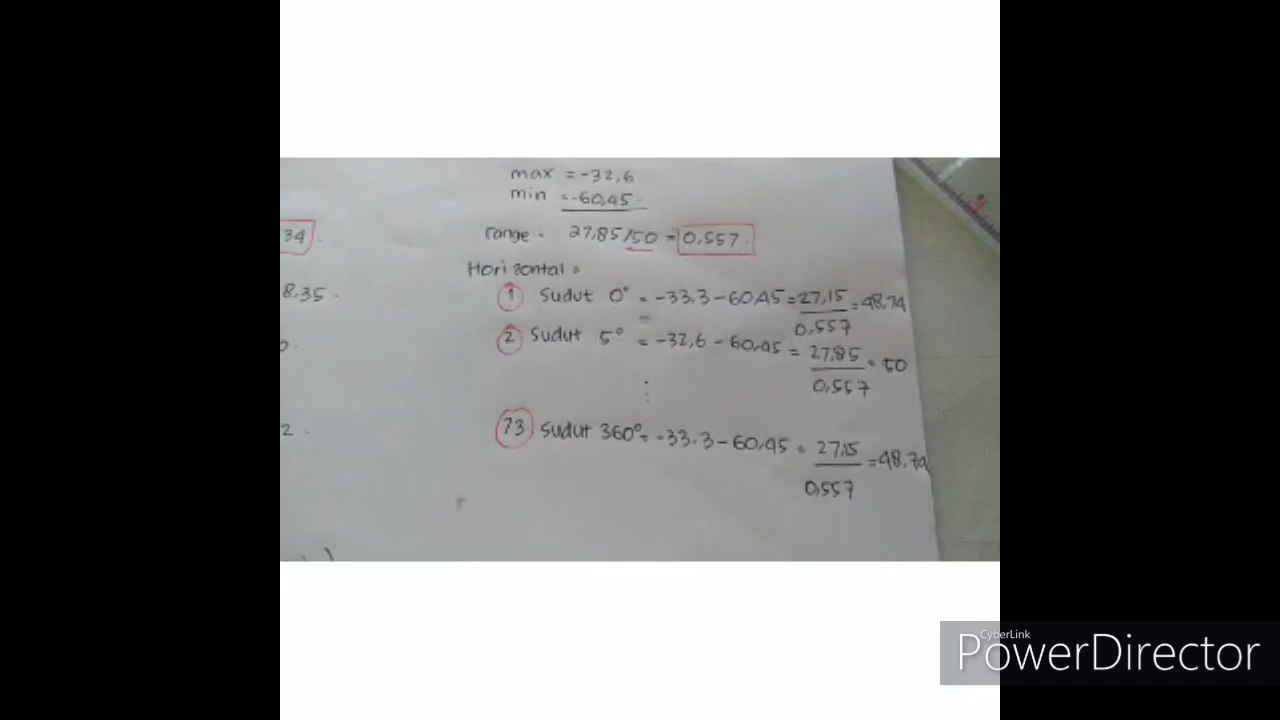 max = -32,6
min = -60,45
34
range = 27,85/50 = 0,557
Horizontal =
8.35
1 Sudut 0° = -33.3 - 60,45 = 27,15 = 48.74
0,557
2 Sudut 5° = -32,6 - 60,45 = 27,85 = 50
0,557
⋮
2
73 Sudut 360° = -33.3 - 60,45 = 27,15 = 48.74
0,557
CyberLink
PowerDirector